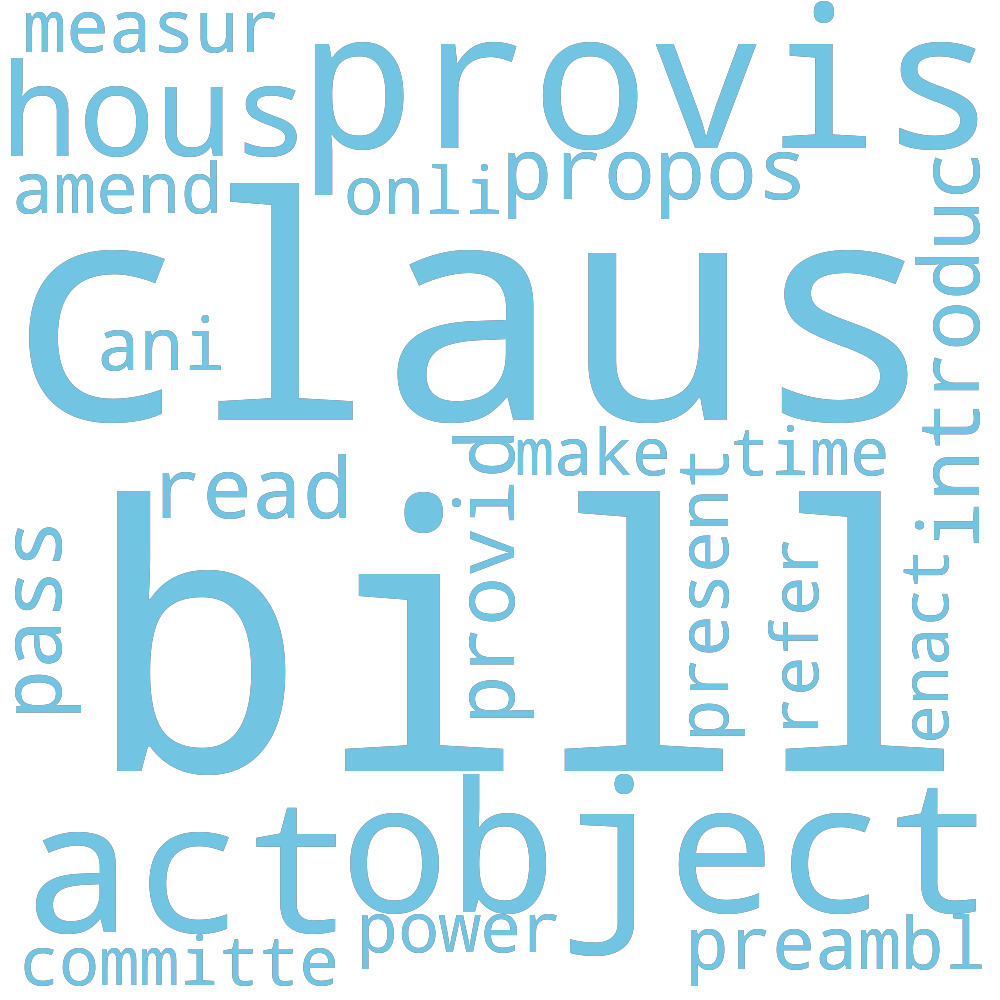 measur
provis
hous
amend
onli
propos
introduc
claus
ani
make
time
read
provid
present
pass
bill
refer
enact
act
object
power
preambl
committe